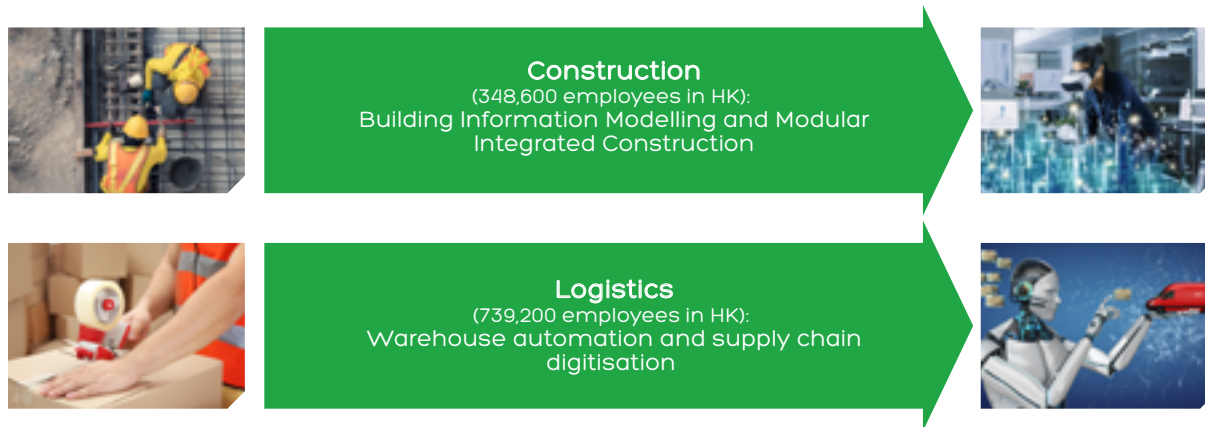 Construction
(348,600 employees in HK):
Building Information Modelling and Modular
Integrated Construction
Logistics
(739,200 employees in HK):
Warehouse automation and supply chain
digitisation